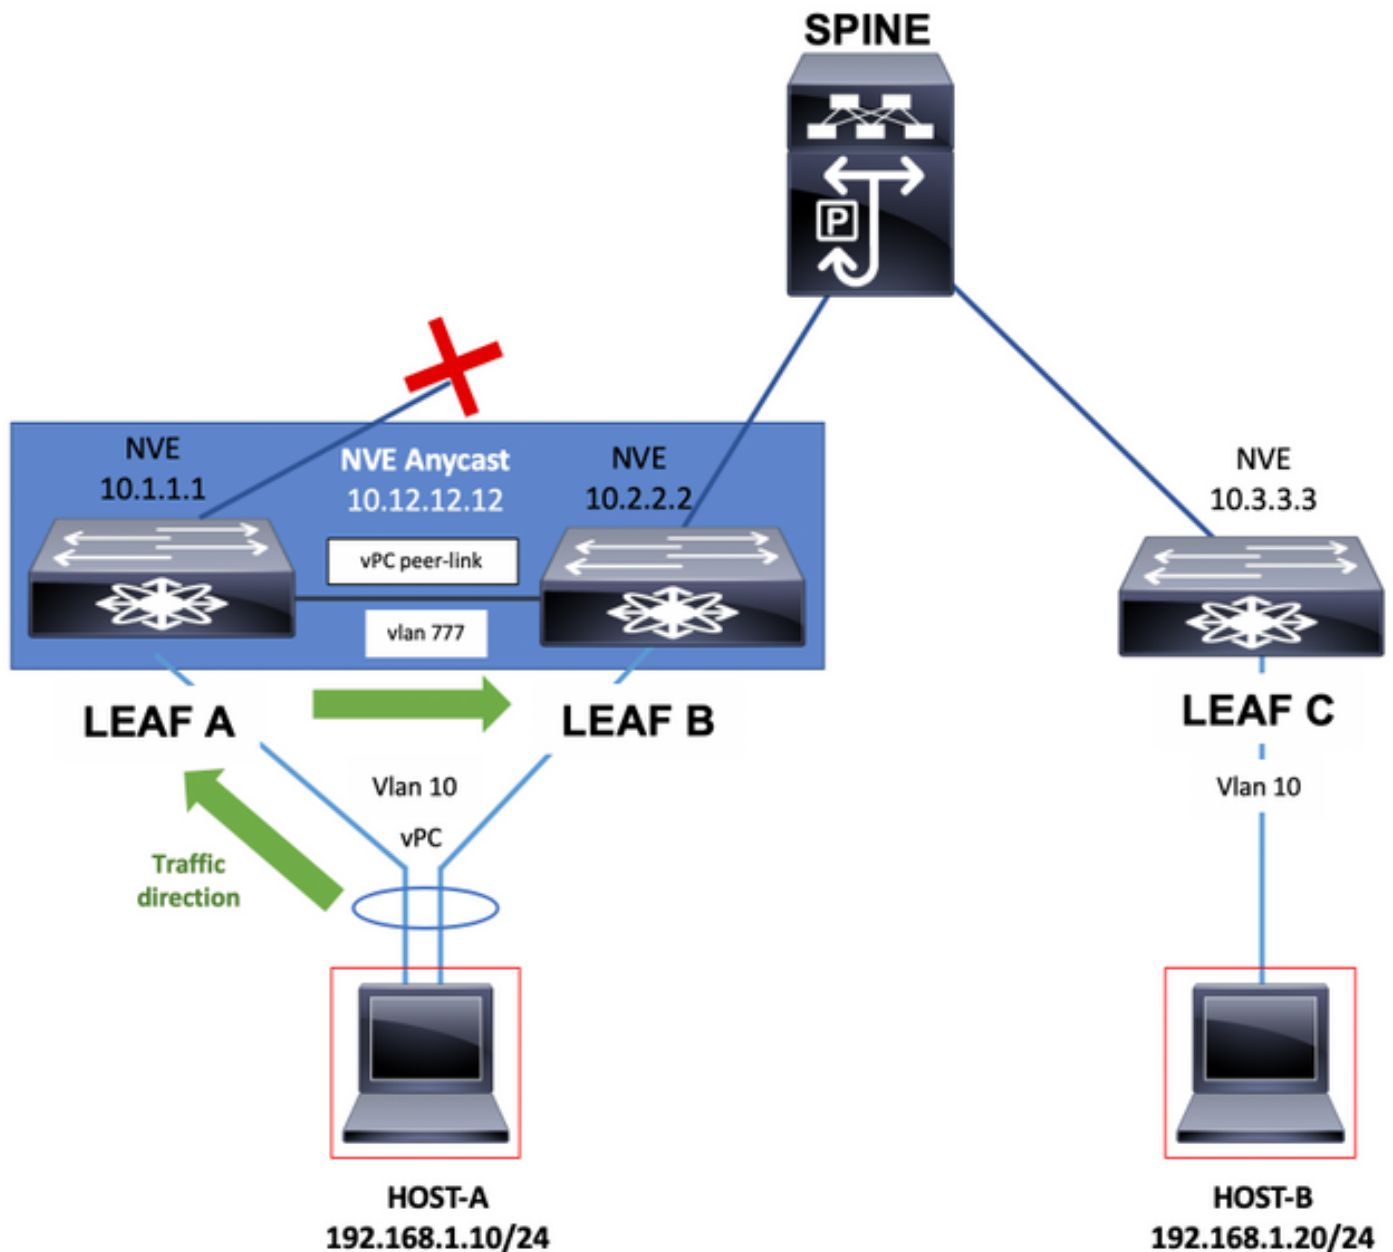 SPINE
P
NVE
10.1.1.1
NVE Anycast
10.12.12.12
NVE
10.2.2.2
NVE
10.3.3.3
vPC peer-link
vlan 777
LEAF A
LEAF B
LEAF C
Vlan 10
vPC
Vlan 10
Traffic
direction
HOST-A
192.168.1.10/24
HOST-B
192.168.1.20/24